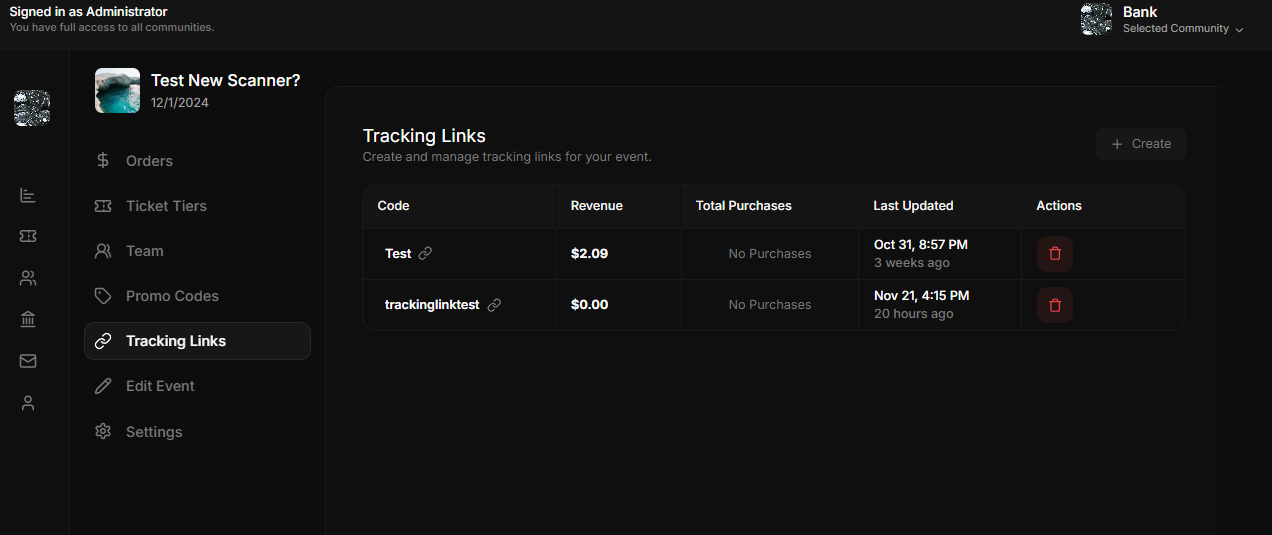 Signed in as Administrator
You have full access to all communities.
Bank
Selected Community
Test New Scanner?
12/1/2024
Orders
Ticket Tiers
Team
Promo Codes
Tracking Links
Edit Event
Settings
Tracking Links
Create and manage tracking links for your event.
Create
Code Revenue Total Purchases Last Updated Actions
Test $2.09 No Purchases Oct 31, 8:57 PM
3 weeks ago
trackinglinktest $0.00 No Purchases Nov 21, 4:15 PM
20 hours ago